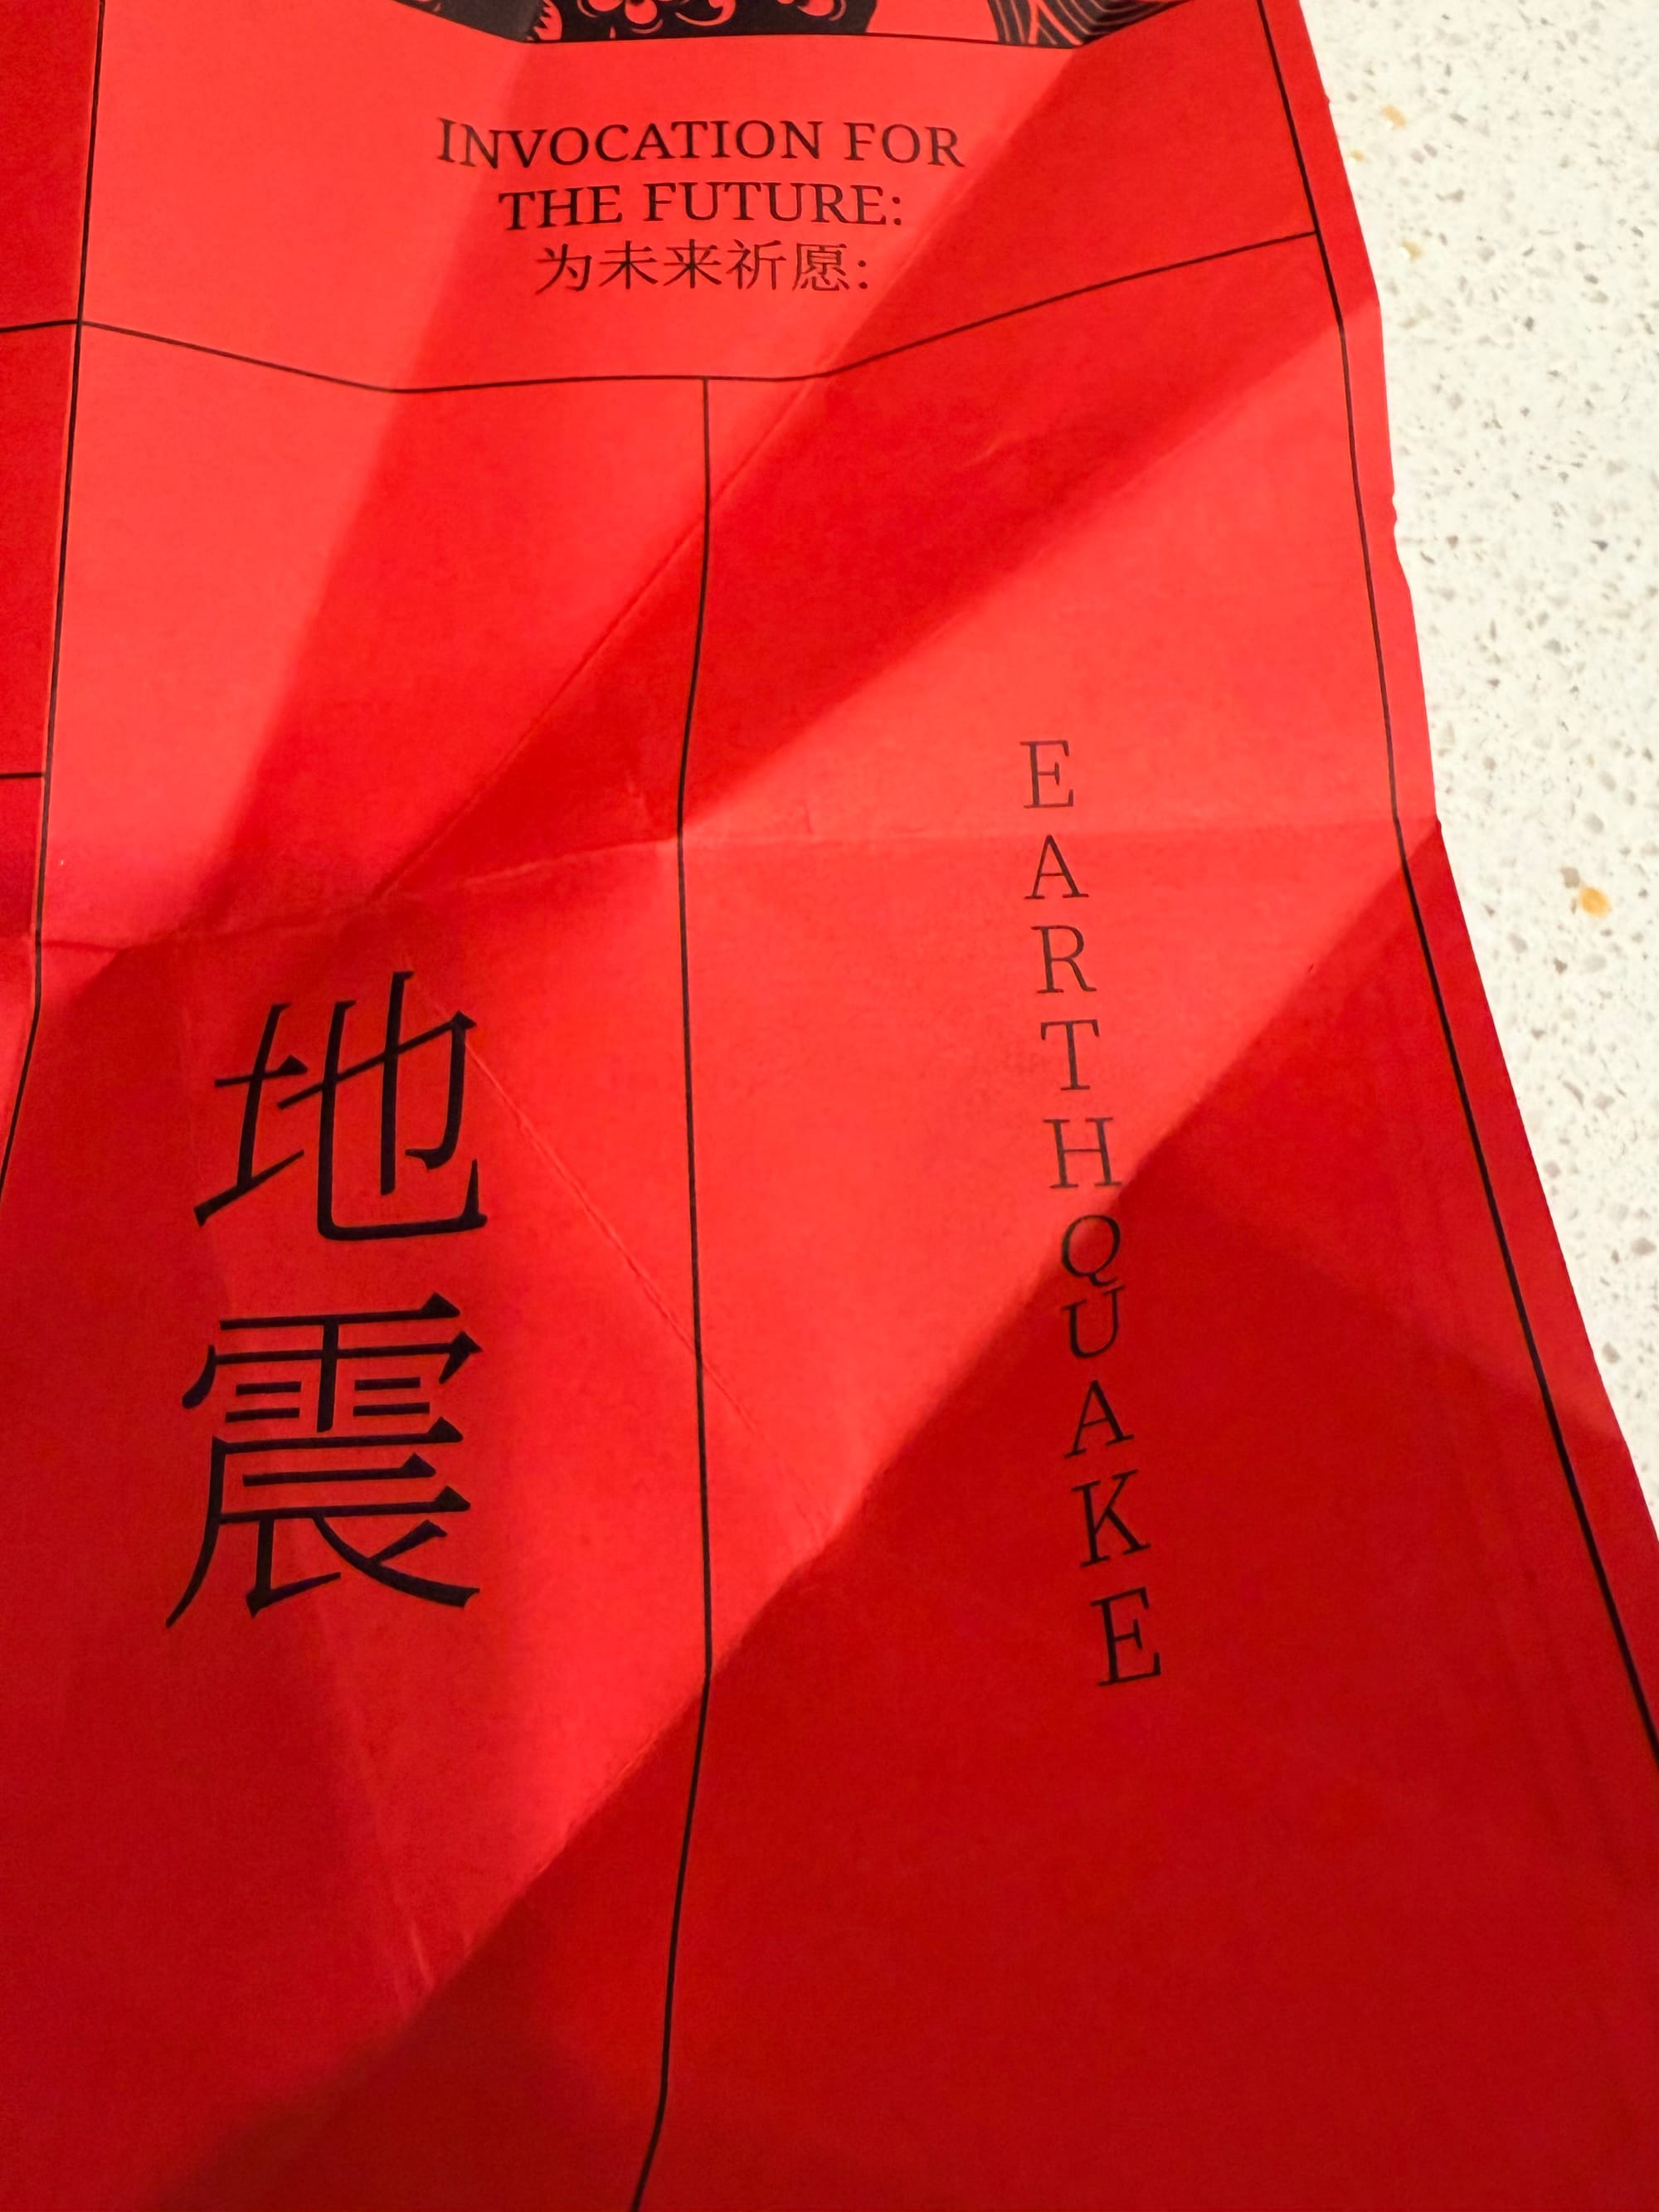 INVOCATION FOR
THE FUTURE:
为未来祈愿:
地震
EARTHQUAKE